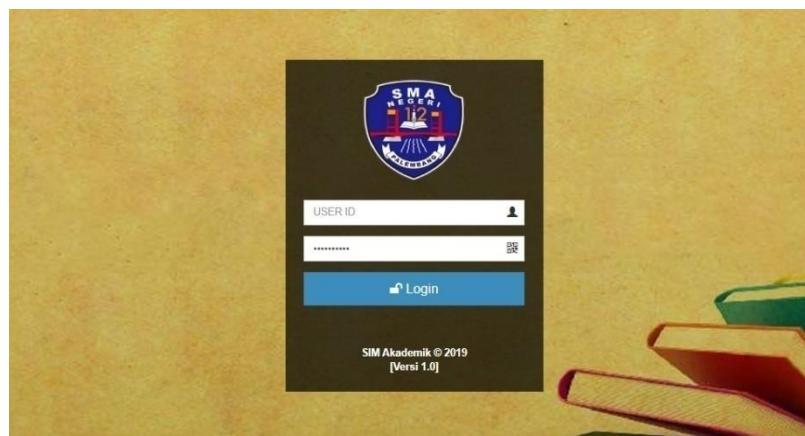 SMA
NEGERI
12
PALEMBANG
USER ID
••••••••••
Login
SIM Akademik © 2019
[Versi 1.0]